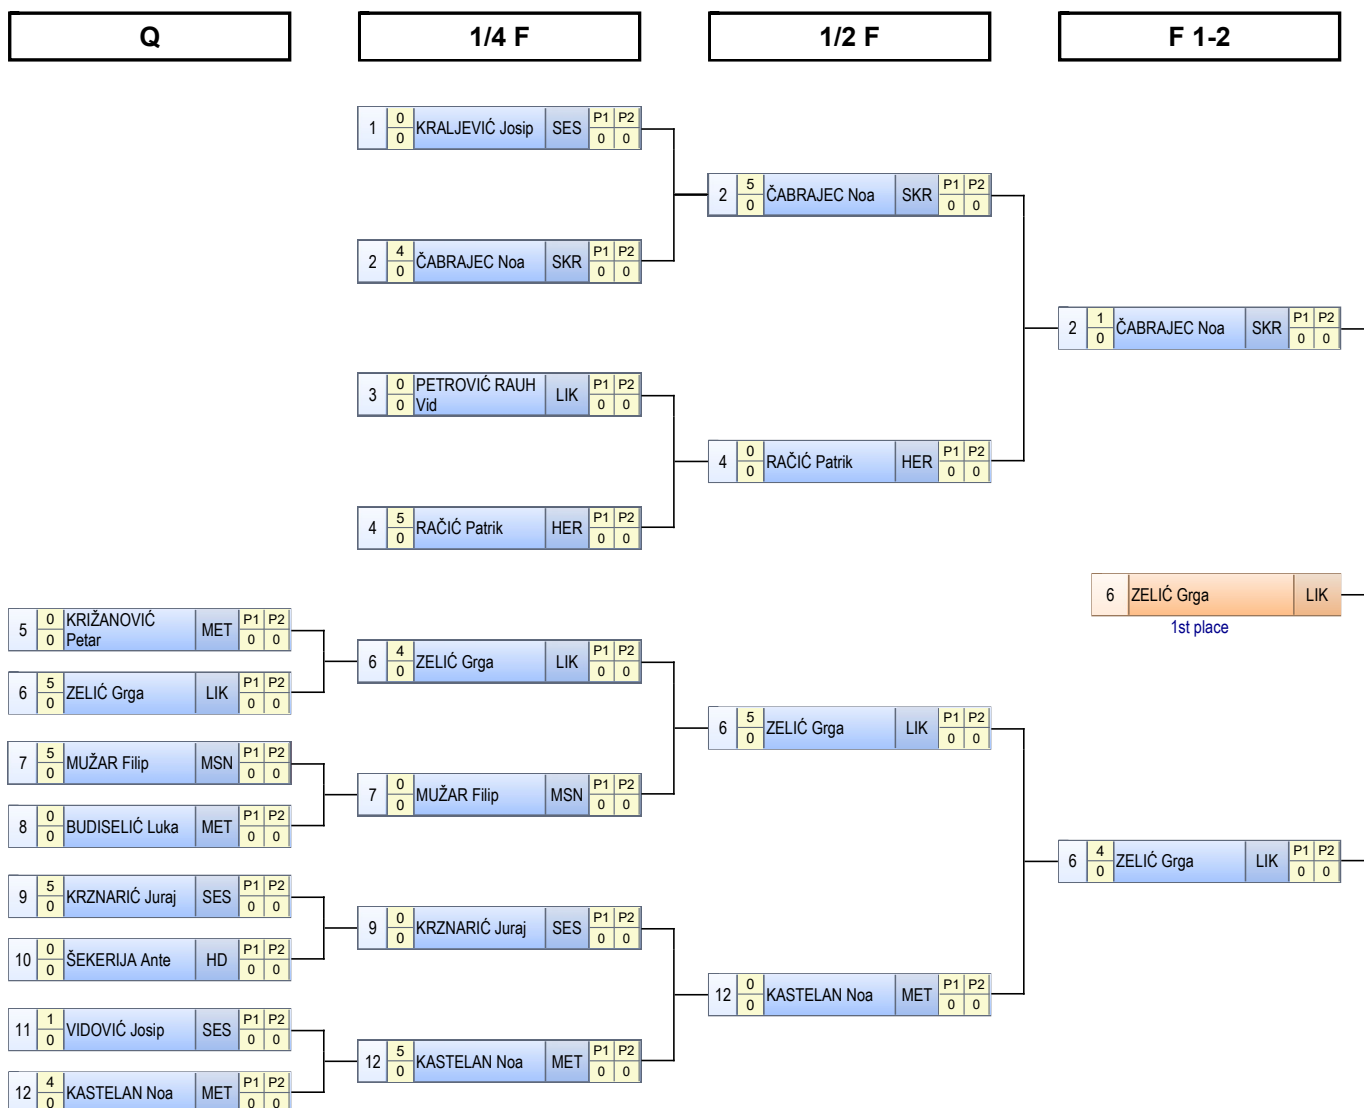 Q
1/4 F
1/2 F
F 1-2
1 0 0 KRALJEVIĆ Josip SES P1 P2 0 0
2 5 0 ČABRAJEC Noa SKR P1 P2 0 0
2 4 0 ČABRAJEC Noa SKR P1 P2 0 0
2 1 0 ČABRAJEC Noa SKR P1 P2 0 0
3 0 0 PETROVIĆ RAUH
Vid LIK P1 P2 0 0
4 0 0 RAČIĆ Patrik HER P1 P2 0 0
4 5 0 RAČIĆ Patrik HER P1 P2 0 0
6 ZELIĆ Grga LIK
1st place
5 0 0 KRIŽANOVIĆ
Petar MET P1 P2 0 0
6 4 0 ZELIĆ Grga LIK P1 P2 0 0
6 5 0 ZELIĆ Grga LIK P1 P2 0 0
6 5 0 ZELIĆ Grga LIK P1 P2 0 0
7 5 0 MUŽAR Filip MSN P1 P2 0 0
7 0 0 MUŽAR Filip MSN P1 P2 0 0
8 0 0 BUDISELIĆ Luka MET P1 P2 0 0
6 4 0 ZELIĆ Grga LIK P1 P2 0 0
9 5 0 KRZNARIĆ Juraj SES P1 P2 0 0
9 0 0 KRZNARIĆ Juraj SES P1 P2 0 0
10 0 0 ŠEKERIJA Ante HD P1 P2 0 0
12 0 0 KASTELAN Noa MET P1 P2 0 0
11 1 0 VIDOVIĆ Josip SES P1 P2 0 0
12 5 0 KASTELAN Noa MET P1 P2 0 0
12 4 0 KASTELAN Noa MET P1 P2 0 0